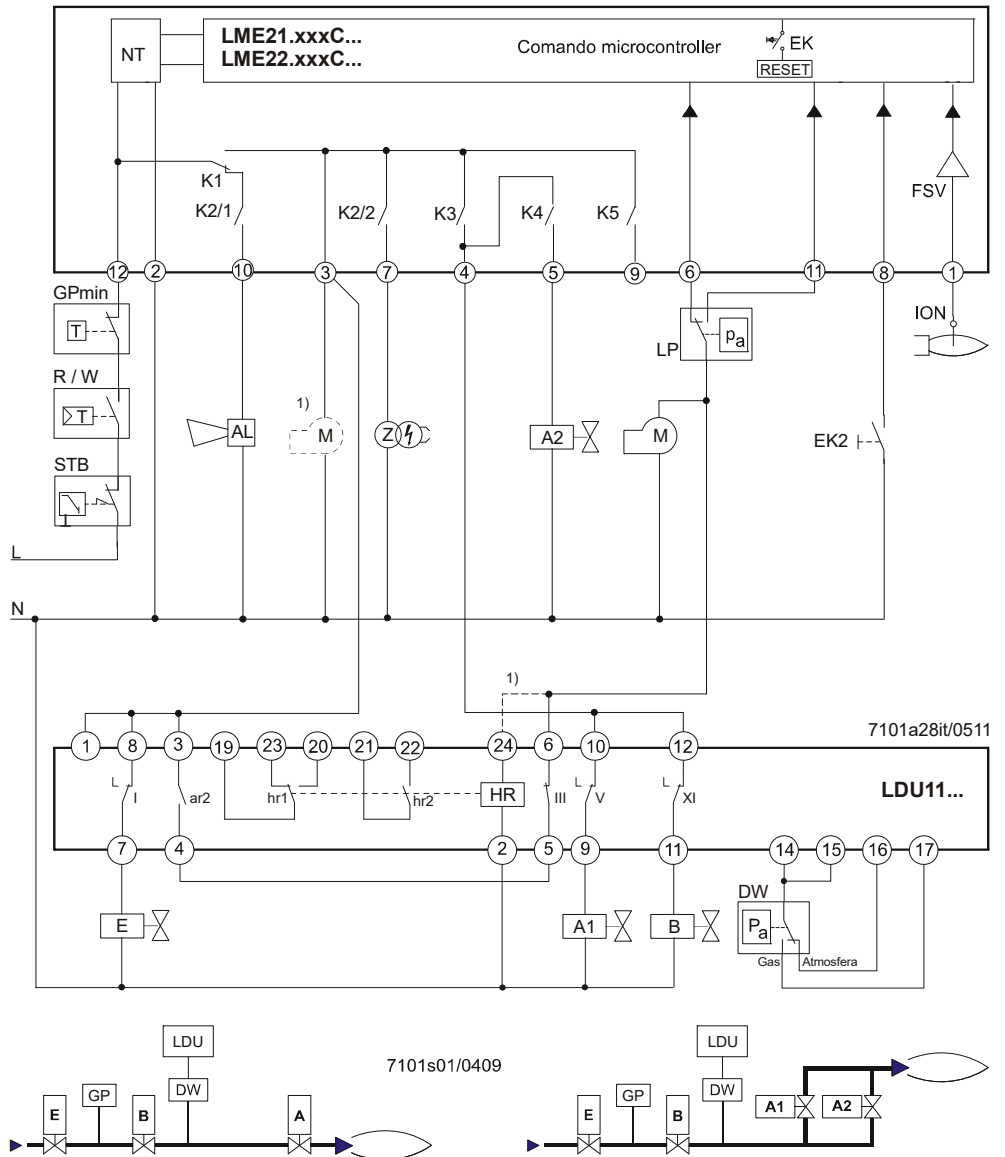 LME21.xxxC...
LME22.xxxC...
NT
Comando microcontroller
EK
RESET
FSV
K1
K2/1
K2/2
K3
K4
K5
12
2
10
3
7
4
5
9
6
11
8
1
GPmin
T
R / W
T
STB
L
N
AL
1)
M
Z
A2
LP
Pa
M
EK2
ION
1)
7101a28it/0511
1
8
3
19
23
20
21
22
24
6
10
12
L
I
ar2
hr1
hr2
HR
III
L
V
L
XI
LDU11...
7
4
2
5
9
11
14
15
16
17
E
A1
B
DW
Pa
Gas
Atmosfera
LDU
7101s01/0409
LDU
E
GP
B
DW
A
E
GP
B
DW
A1
A2